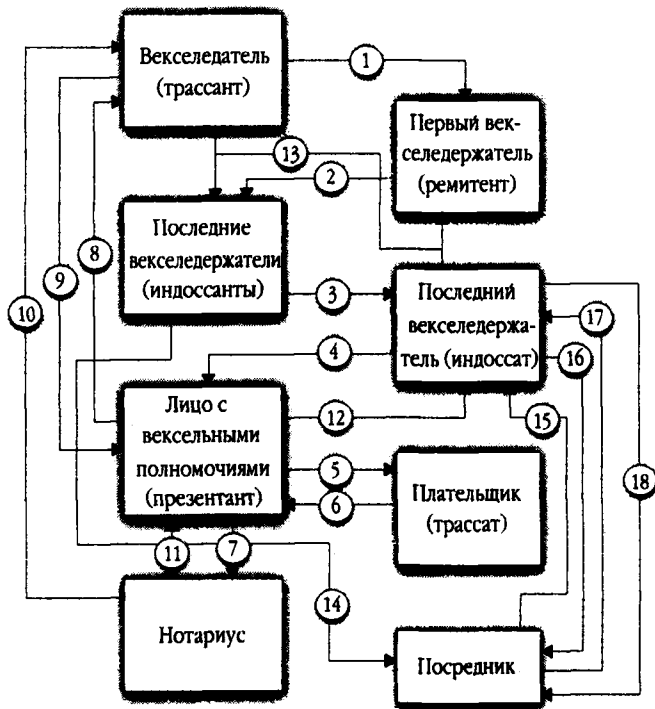 Векселедатель
(трассант)
1
Первый век-
селедержатель
(ремитент)
13
2
Последние
векселедержатели
(индоссанты)
8
9
10
3
Последний
векселедержа-
тель (индоссат)
17
16
4
Лицо с
вексельными
полномочиями
(презентант)
12
15
5
6
Плательщик
(трассат)
18
11
7
14
Нотариус
Посредник